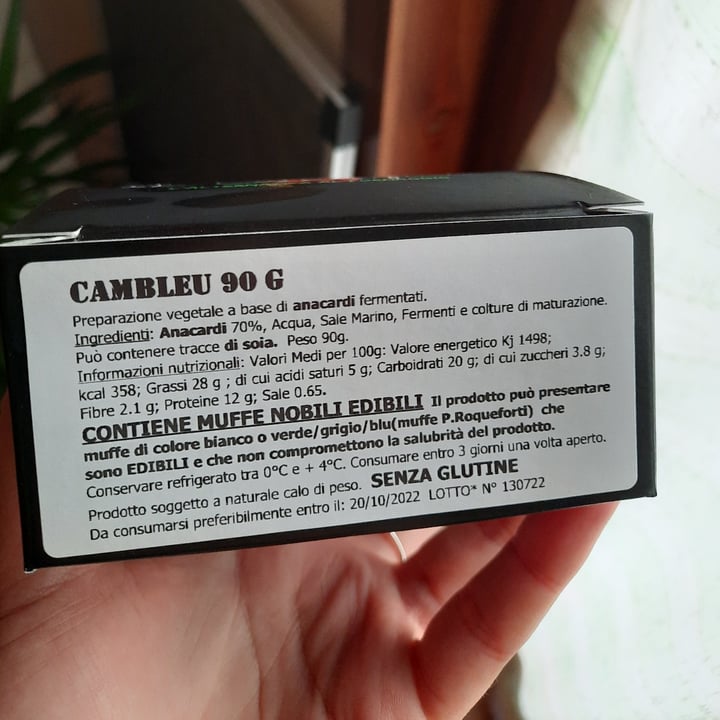 CAMBLEU 90 G
Preparazione vegetale a base di anacardi fermentati.
Ingredienti: Anacardi 70%, Acqua, Sale Marino, Fermenti e colture di maturazione.
Può contenere tracce di soia. Peso 90g.
Informazioni nutrizionali: Valori Medi per 100g: Valore energetico Kj 1498;
kcal 358; Grassi 28 g ; di cui acidi saturi 5 g; Carboidrati 20 g; di cui zuccheri 3.8 g;
Fibre 2.1 g; Proteine 12 g; Sale 0.65.
CONTIENE MUFFE NOBILI EDIBILI Il prodotto può presentare
muffe di colore bianco o verde/grigio/blu(muffe P.Roqueforti) che
sono EDIBILI e che non compromettono la salubrità del prodotto.
Conservare refrigerato tra 0°C e + 4°C. Consumare entro 3 giorni una volta aperto.
Prodotto soggetto a naturale calo di peso. SENZA GLUTINE
Da consumarsi preferibilmente entro il: 20/10/2022 LOTTO* N° 130722